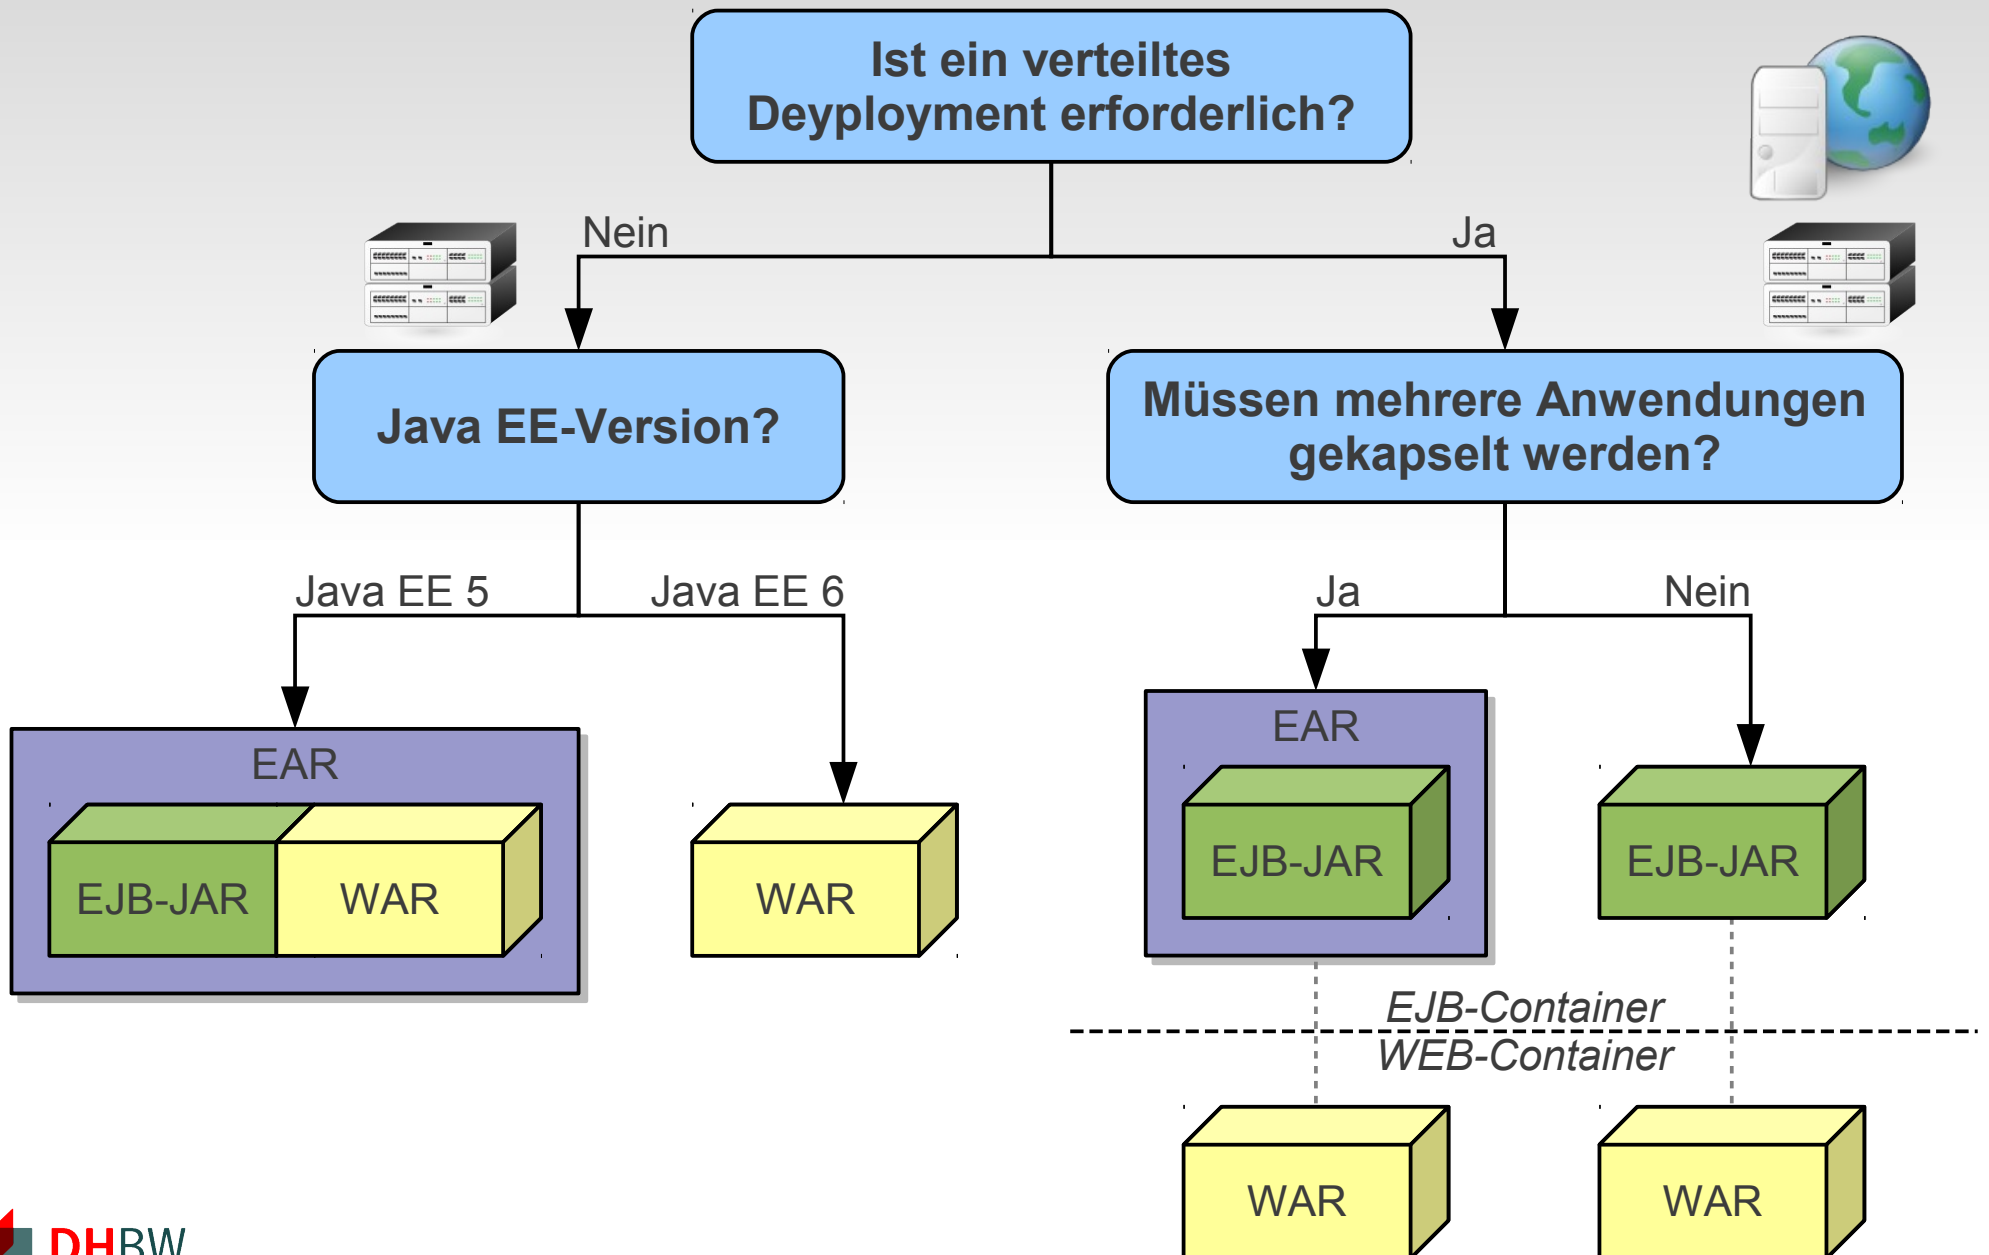 Ist ein verteiltes
Deyployment erforderlich?
Nein
Ja
Java EE-Version?
Müssen mehrere Anwendungen
gekapselt werden?
Java EE 5
Java EE 6
Ja
Nein
EAR
EJB-JAR
WAR
WAR
EAR
EJB-JAR
EJB-JAR
EJB-Container
WEB-Container
WAR
WAR
DHBW